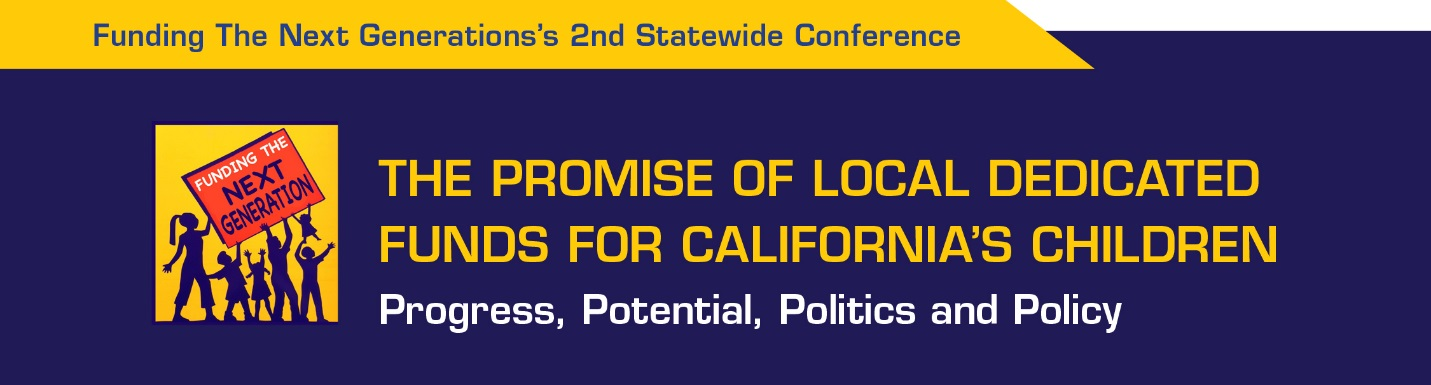 Funding The Next Generations's 2nd Statewide Conference
FUNDING THE
NEXT
GENERATION
THE PROMISE OF LOCAL DEDICATED
FUNDS FOR CALIFORNIA'S CHILDREN
Progress, Potential, Politics and Policy